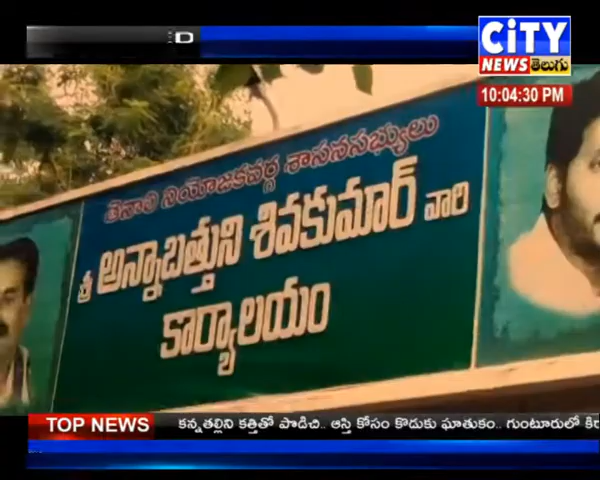 CiTY
NEWS తెలుగు
10:04:30 PM
తెనాలి నియోజకవర్గ శాసనసభ్యులు
శ్రీ అన్నాబత్తుని శివకుమార్ వారి
కార్యాలయం
TOP NEWS
కన్నతల్లిని కత్తితో పొడిచి.. ఆస్తి కోసం కొడుకు ఘాతుకం.. గుంటూరులో